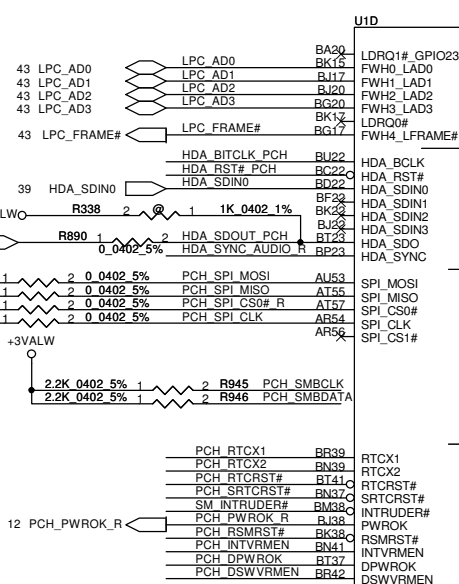 U1D
BA20 LDRQ1#_GPIO23
43 LPC_AD0 LPC_AD0 BK15 FWH0_LAD0
43 LPC_AD1 LPC_AD1 BJ17 FWH1_LAD1
43 LPC_AD2 LPC_AD2 BJ20 FWH2_LAD2
43 LPC_AD3 LPC_AD3 BG20 FWH3_LAD3
BK17 LDRQ0#
43 LPC_FRAME# LPC_FRAME# BG17 FWH4_LFRAME#
HDA_BITCLK_PCH BU22 HDA_BCLK
HDA_RST#_PCH BC22 HDA_RST#
39 HDA_SDIN0 HDA_SDIN0 BD22 HDA_SDIN0
BF22 HDA_SDIN1
LW R338 2 @ 1 1K_0402_1% BK22 HDA_SDIN2
BJ22 HDA_SDIN3
R890 1 2 HDA_SDOUT_PCH BT23 HDA_SDO
0_0402_5% HDA_SYNC_AUDIO_R BP23 HDA_SYNC
1 2 0_0402_5% PCH_SPI_MOSI AU53 SPI_MOSI
1 2 0_0402_5% PCH_SPI_MISO AT55 SPI_MISO
1 2 0_0402_5% PCH_SPI_CS0#_R AT57 SPI_CS0#
1 2 0_0402_5% PCH_SPI_CLK AR54 SPI_CLK
AR56 SPI_CS1#
+3VALW
2.2K_0402_5% 1 2 R945 PCH_SMBCLK
2.2K_0402_5% 1 2 R946 PCH_SMBDATA
PCH_RTCX1 BR39 RTCX1
PCH_RTCX2 BN39 RTCX2
PCH_RTCRST# BT41 RTCRST#
PCH_SRTCRST# BN37 SRTCRST#
SM_INTRUDER# BM38 INTRUDER#
12 PCH_PWROK_R PCH_PWROK_R BJ38 PWROK
PCH_RSMRST# BK38 RSMRST#
PCH_INTVRMEN BN41 INTVRMEN
PCH_DPWROK BT37 DPWROK
PCH_DSWVRMEN BR42 DSWVRMEN